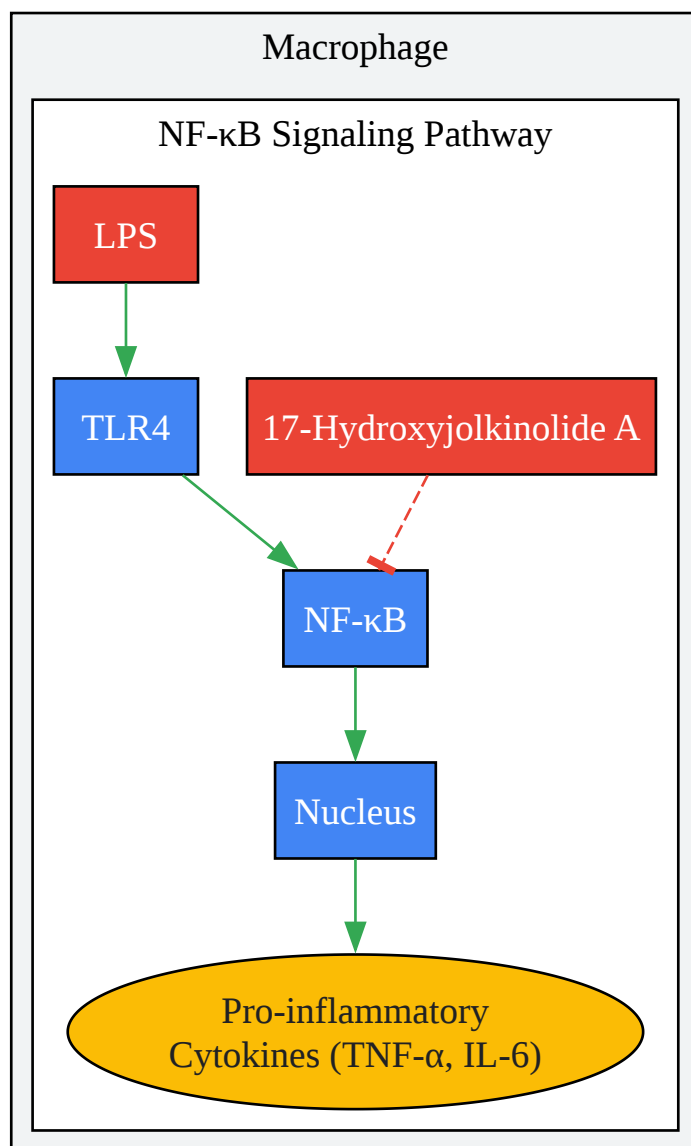 Macrophage
NF-κB Signaling Pathway
LPS
TLR4
17-Hydroxyjolkinolide A
NF-κB
Nucleus
Pro-inflammatory
Cytokines (TNF-α, IL-6)